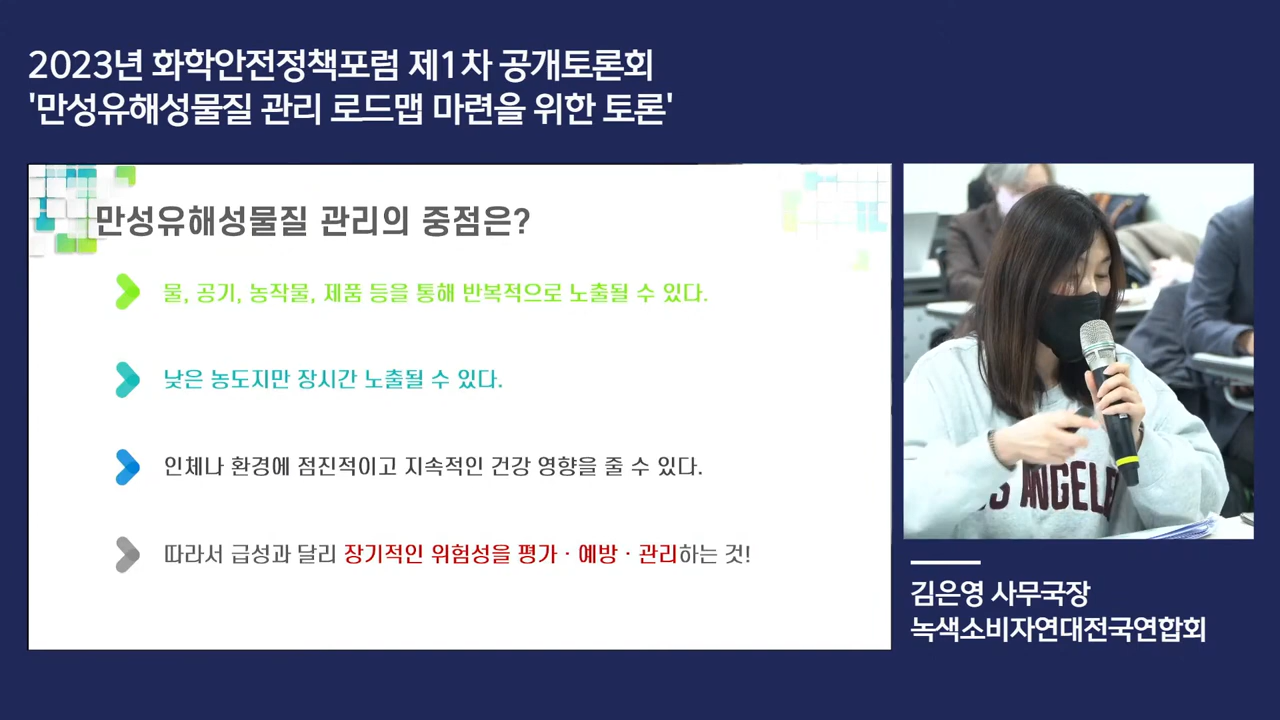 2023년 화학안전정책포럼 제1차 공개토론회
'만성유해성물질 관리 로드맵 마련을 위한 토론'
만성유해성물질 관리의 중점은?
물, 공기, 농작물, 제품 등을 통해 반복적으로 노출될 수 있다.
낮은 농도지만 장시간 노출될 수 있다.
인체나 환경에 점진적이고 지속적인 건강 영향을 줄 수 있다.
따라서 급성과 달리 장기적인 위험성을 평가 · 예방 · 관리하는 것!
ANGELE
김은영 사무국장
녹색소비자연대전국연합회